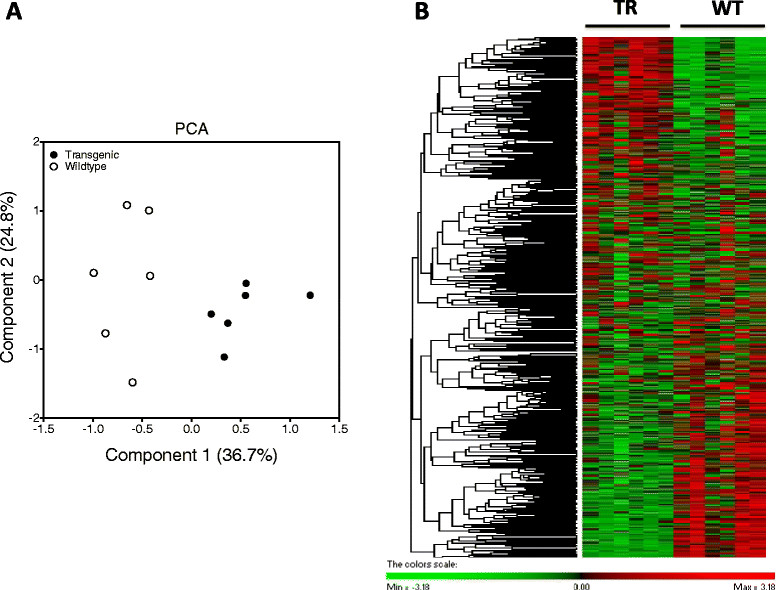 A
PCA
Transgenic
Wildtype
2
1
0
-1
-2
-1.5
-1.0
-0.5
0.0
0.5
1.0
1.5
Component 2 (24.8%)
Component 1 (36.7%)
B
TR
WT
The colors scale:
Min = -3.18
0.00
Max = 3.18